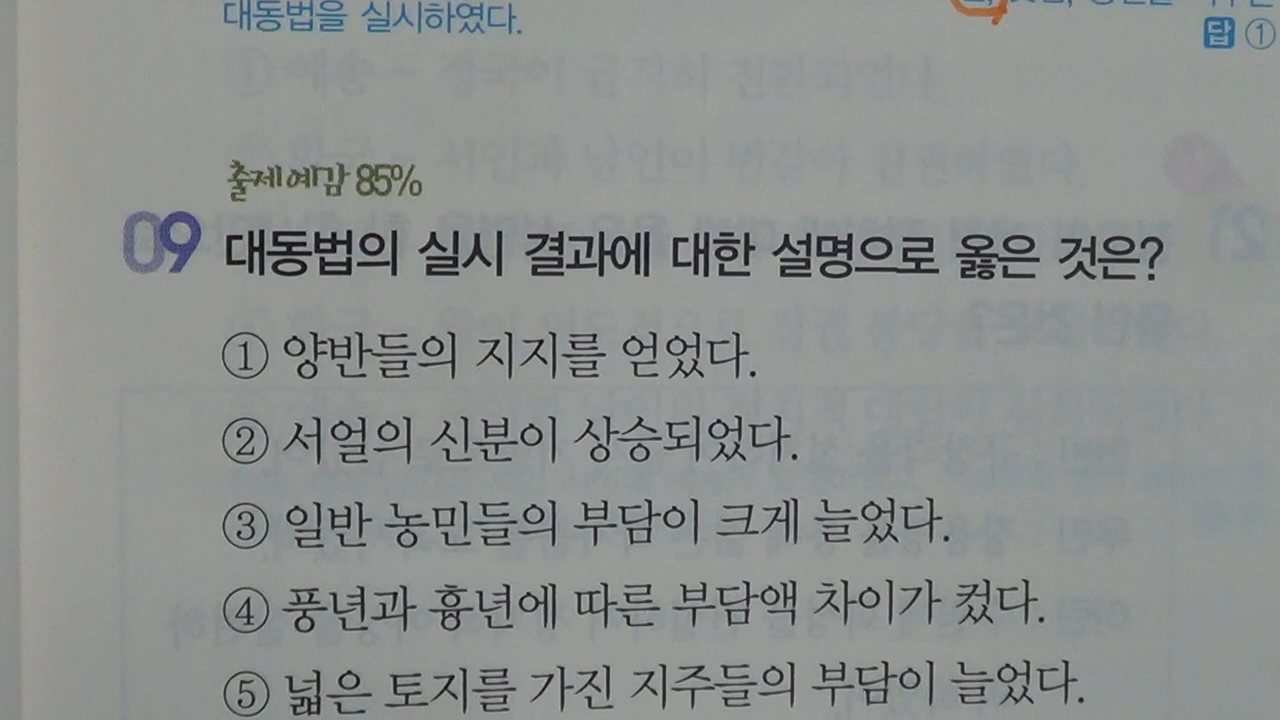 대동법을 실시하였다.
답 ①
출제예감 85%
09 대동법의 실시 결과에 대한 설명으로 옳은 것은?
① 양반들의 지지를 얻었다.
② 서얼의 신분이 상승되었다.
③ 일반 농민들의 부담이 크게 늘었다.
④ 풍년과 흉년에 따른 부담액 차이가 컸다.
⑤ 넓은 토지를 가진 지주들의 부담이 늘었다.